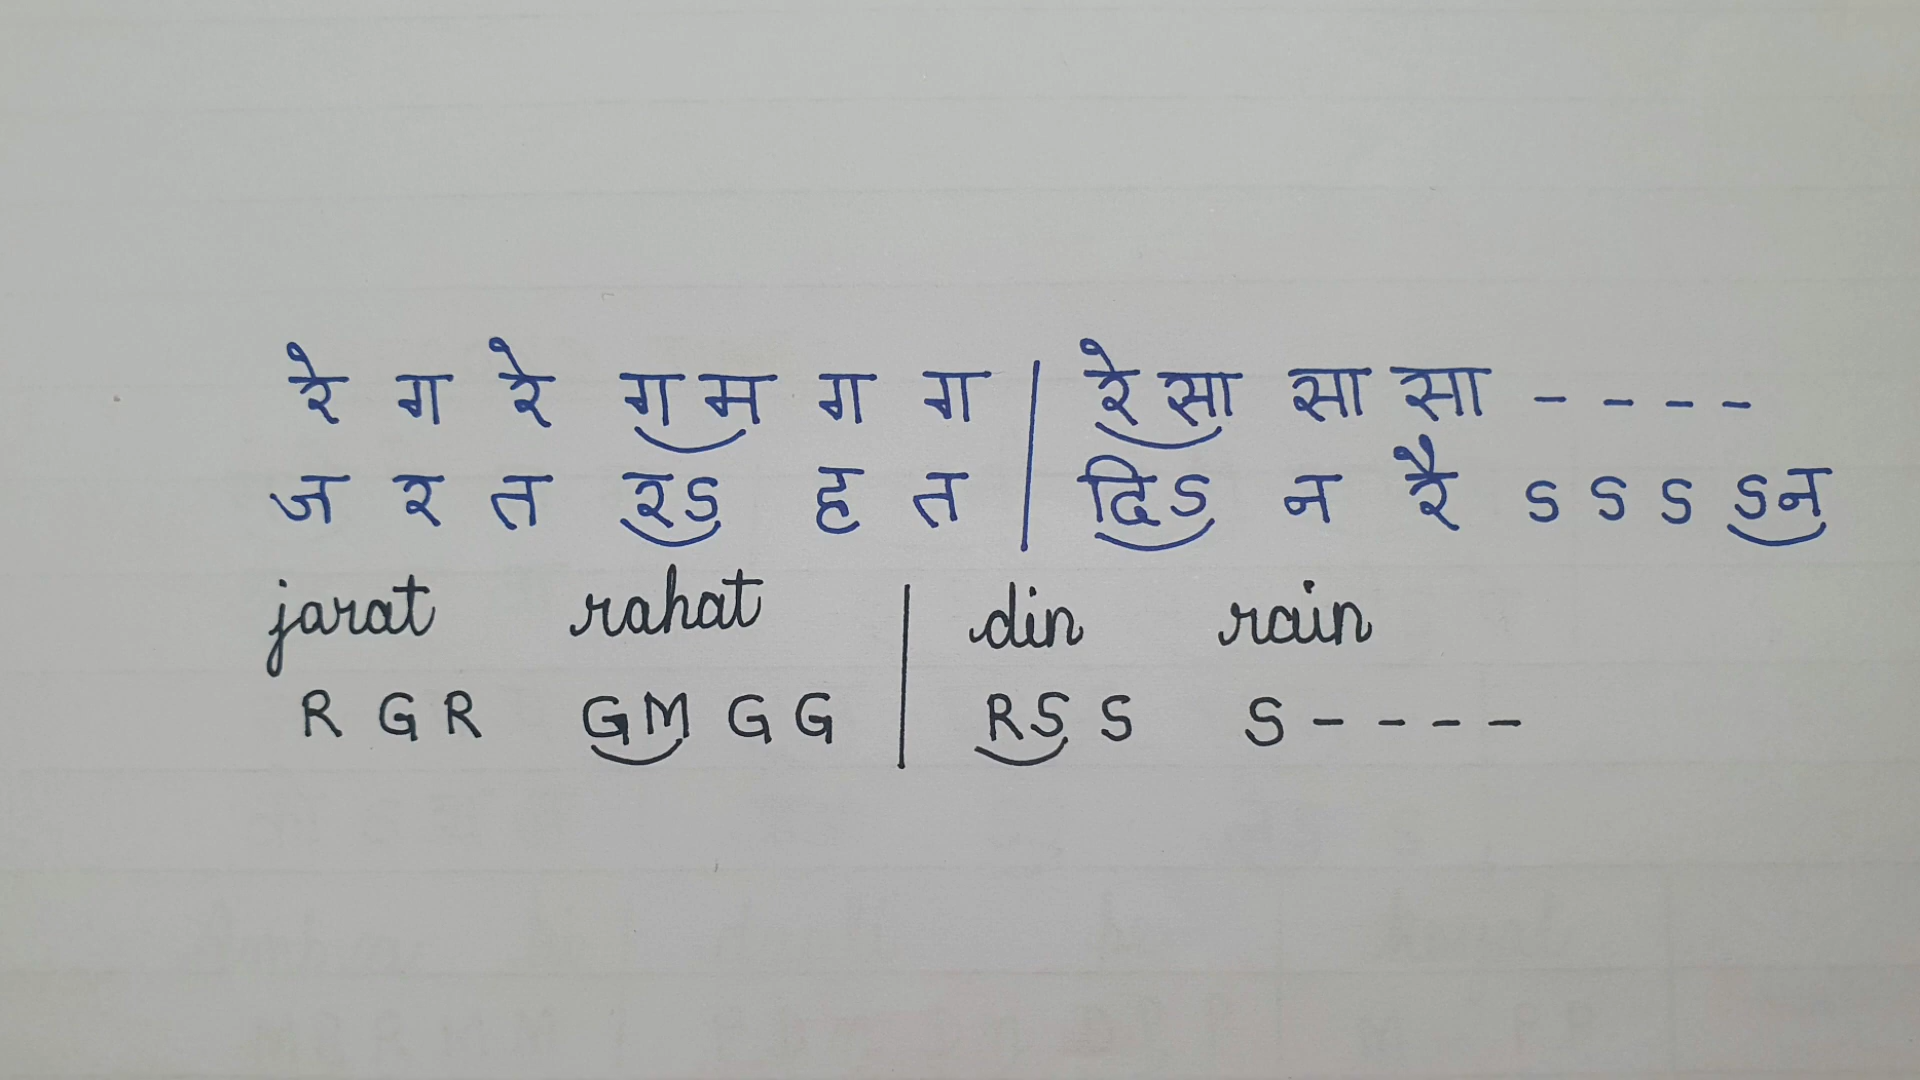 रे ग रे गम ग ग | रेसा सा सा - - - -
ज र त रऽ ह त | दिऽ न रै ऽ ऽ ऽ ऽन
jarat rahat | din rain
R G R GM G G | RS S S - - - -